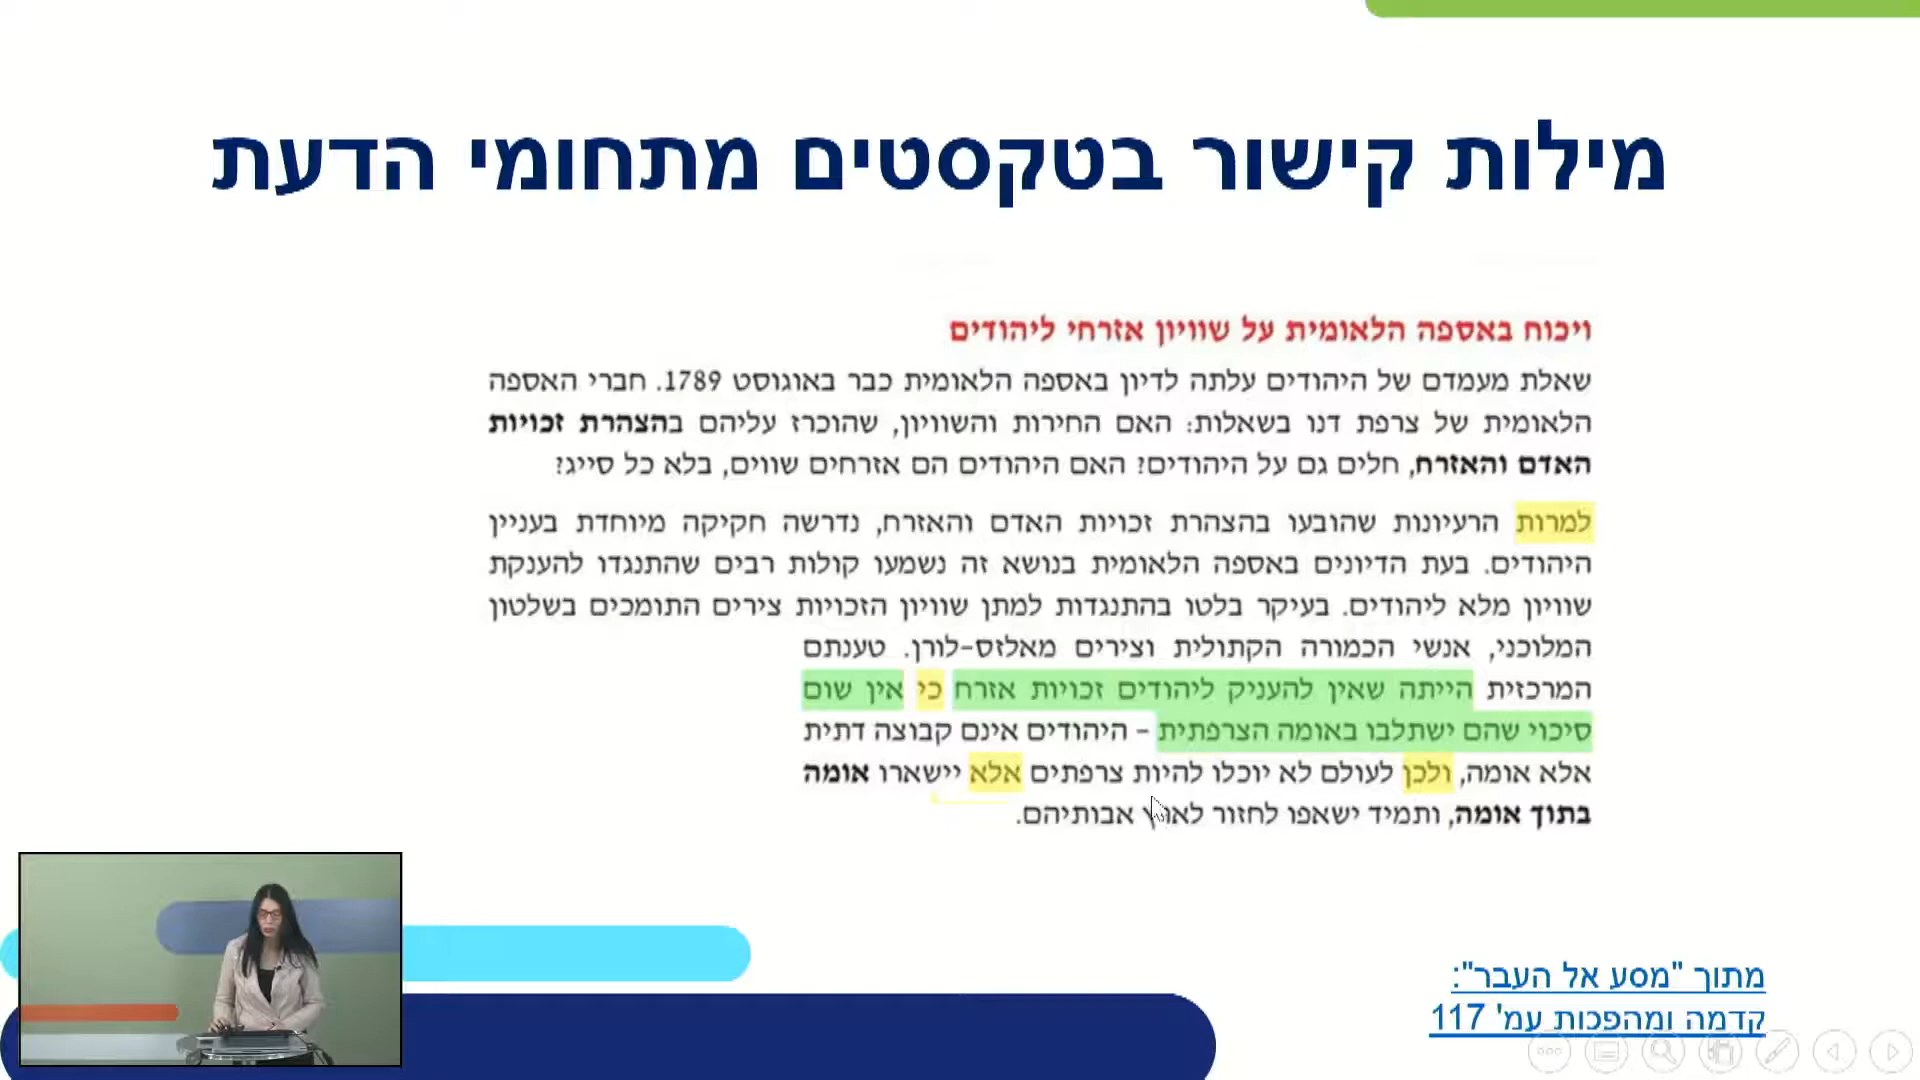 מילות קישור בטקסטים מתחומי הדעת
ויכוח באספה הלאומית על שוויון אזרחי ליהודים
שאלת מעמדם של היהודים עלתה לדיון באספה הלאומית כבר באוגוסט 1789. חברי האספה
הלאומית של צרפת דנו בשאלות: האם החירות והשוויון, שהוכרז עליהם בהצהרת זכויות
האדם והאזרח, חלים גם על היהודים? האם היהודים הם אזרחים שווים, בלא כל סייג?
למרות הרעיונות שהובעו בהצהרת זכויות האדם והאזרח, נדרשה חקיקה מיוחדת בעניין
היהודים. בעת הדיונים באספה הלאומית בנושא זה נשמעו קולות רבים שהתנגדו להענקת
שוויון מלא ליהודים. בעיקר בלטו בהתנגדות למתן שוויון הזכויות צירים התומכים בשלטון
המלוכני, אנשי הכמורה הקתולית וצירים מאלזס-לורן. טענתם
המרכזית הייתה שאין להעניק ליהודים זכויות אזרח כי אין שום
סיכוי שהם ישתלבו באומה הצרפתית – היהודים אינם קבוצה דתית
אלא אומה, ולכן לעולם לא יוכלו להיות צרפתים אלא יישארו אומה
בתוך אומה, ותמיד ישאפו לחזור לארץ אבותיהם.
מתוך "מסע אל העבר":
קדמה ומהפכות עמ' 117